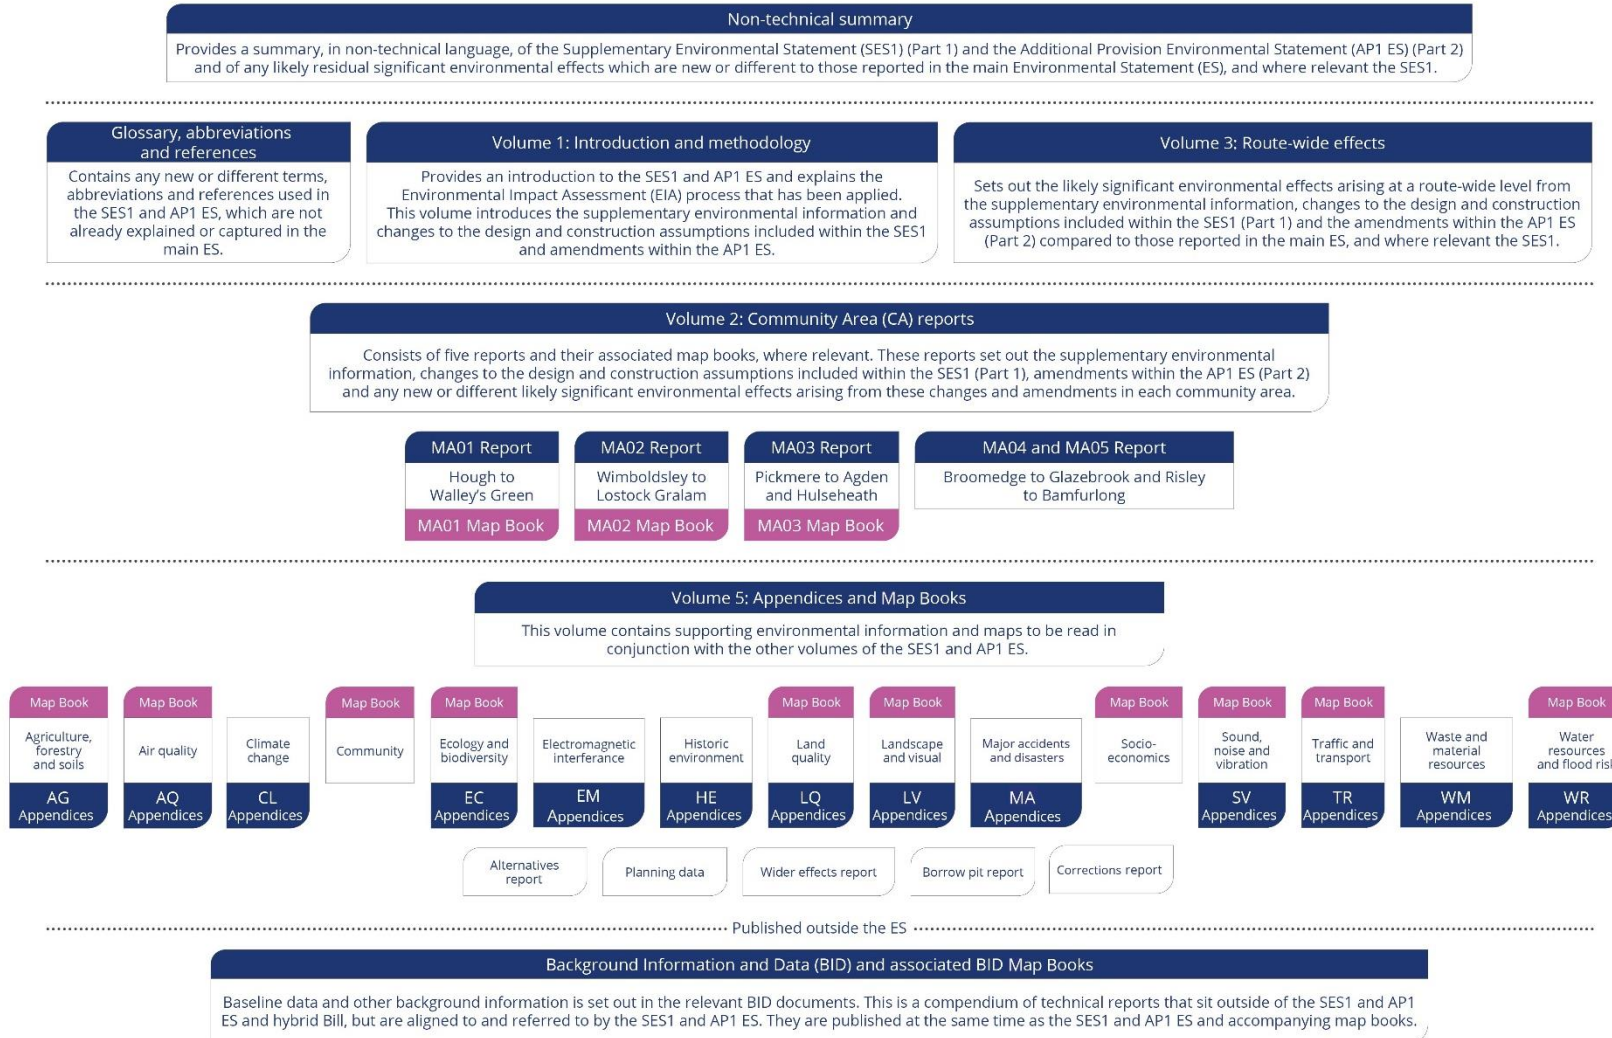 Non-technical summary
Provides a summary, in non-technical language, of the Supplementary Environmental Statement (SES1) (Part 1) and the Additional Provision Environmental Statement (AP1 ES) (Part 2)
and of any likely residual significant environmental effects which are new or different to those reported in the main Environmental Statement (ES), and where relevant the SES1.
Glossary, abbreviations
and references
Contains any new or different terms,
abbreviations and references used in
the SES1 and AP1 ES, which are not
already explained or captured in the
main ES.
Volume 1: Introduction and methodology
Provides an introduction to the SES1 and AP1 ES and explains the
Environmental Impact Assessment (EIA) process that has been applied.
This volume introduces the supplementary environmental information and
changes to the design and construction assumptions included within the SES1
and amendments within the AP1 ES.
Volume 3: Route-wide effects
Sets out the likely significant environmental effects arising at a route-wide level from
the supplementary environmental information, changes to the design and construction
assumptions included within the SES1 (Part 1) and the amendments within the AP1 ES
(Part 2) compared to those reported in the main ES, and where relevant the SES1.
Volume 2: Community Area (CA) reports
Consists of five reports and their associated map books, where relevant. These reports set out the supplementary environmental
information, changes to the design and construction assumptions included within the SES1 (Part 1), amendments within the AP1 ES (Part 2)
and any new or different likely significant environmental effects arising from these changes and amendments in each community area.
MA01 Report
Hough to
Walley's Green
MA01 Map Book
MA02 Report
Wimboldsley to
Lostock Gralam
MA02 Map Book
MA03 Report
Pickmere to Agden
and Hulseheath
MA03 Map Book
MA04 and MA05 Report
Broomedge to Glazebrook and Risley
to Bamfurlong
Volume 5: Appendices and Map Books
This volume contains supporting environmental information and maps to be read in
conjunction with the other volumes of the SES1 and AP1 ES.
Map Book
Agriculture,
forestry
and soils
AG
Appendices
Map Book
Air quality
AQ
Appendices
Climate
change
CL
Appendices
Map Book
Community
Map Book
Ecology and
biodiversity
EC
Appendices
Electromagnetic
interferance
EM
Appendices
Historic
environment
HE
Appendices
Map Book
Land
quality
LQ
Appendices
Map Book
Landscape
and visual
LV
Appendices
Major accidents
and disasters
MA
Appendices
Map Book
Socio-
economics
Map Book
Sound,
noise and
vibration
SV
Appendices
Map Book
Traffic and
transport
TR
Appendices
Waste and
material
resources
WM
Appendices
Map Book
Water
resources
and flood risk
WR
Appendices
Alternatives
report
Planning data
Wider effects report
Borrow pit report
Corrections report
Published outside the ES
Background Information and Data (BID) and associated BID Map Books
Baseline data and other background information is set out in the relevant BID documents. This is a compendium of technical reports that sit outside of the SES1 and AP1
ES and hybrid Bill, but are aligned to and referred to by the SES1 and AP1 ES. They are published at the same time as the SES1 and AP1 ES and accompanying map books.